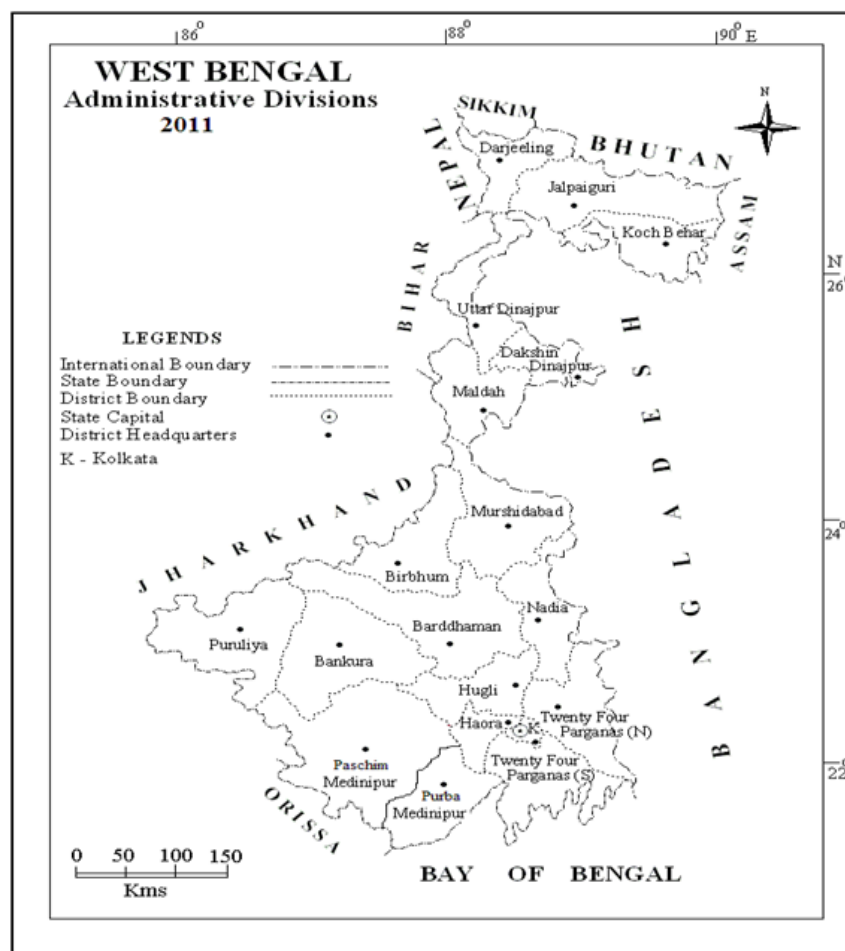 86°
88°
90° E
WEST BENGAL
Administrative Divisions
2011
N
SIKKIM
NEPAL
BHUTAN
Darjeeling
Jalpaiguri
ASSAM
Koch Behar
BIHAR
N
26°
Uttar Dinajpur
LEGENDS
Dakshin
Dinajpur
International Boundary
State Boundary
District Boundary
State Capital
District Headquarters
K - Kolkata
Maldah
BANGLADESH
JHARKHAND
Murshidabad
24°
Birbhum
Nadia
Puruliya
Barddhaman
Bankura
Hugli
Haora
K
Twenty Four
Parganas (N)
Twenty Four
Parganas (S)
22°
Paschim
Medinipur
Purba
Medinipur
ORISSA
0 50 100 150
Kms
BAY OF BENGAL